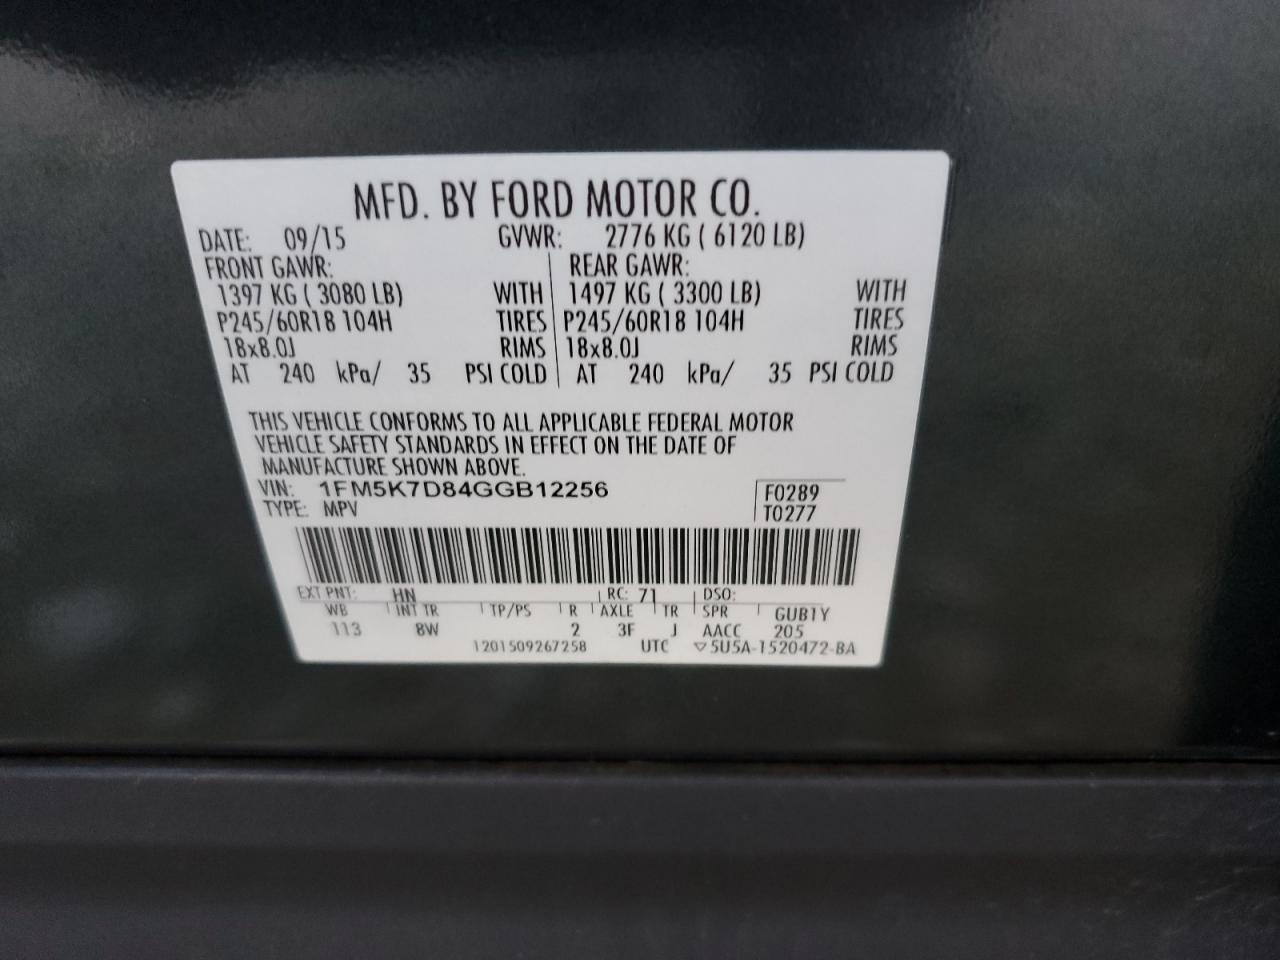 MFD. BY FORD MOTOR CO.
DATE: 09/15 GVWR: 2776 KG ( 6120 LB)
FRONT GAWR: REAR GAWR:
1397 KG ( 3080 LB) WITH 1497 KG ( 3300 LB) WITH
P245/60R18 104H TIRES P245/60R18 104H TIRES
18x8.0J RIMS 18x8.0J RIMS
AT 240 kPa/ 35 PSI COLD AT 240 kPa/ 35 PSI COLD
THIS VEHICLE CONFORMS TO ALL APPLICABLE FEDERAL MOTOR
VEHICLE SAFETY STANDARDS IN EFFECT ON THE DATE OF
MANUFACTURE SHOWN ABOVE.
VIN: 1FM5K7D84GGB12256 F0289
TYPE: MPV T0277
EXT PNT: HN RC: 71 DSO:
WB INT TR TP/PS R AXLE TR SPR GUB1Y
113 8W 2 3F J AACC 205
1201509267258 UTC ▽5U5A-1520472-BA